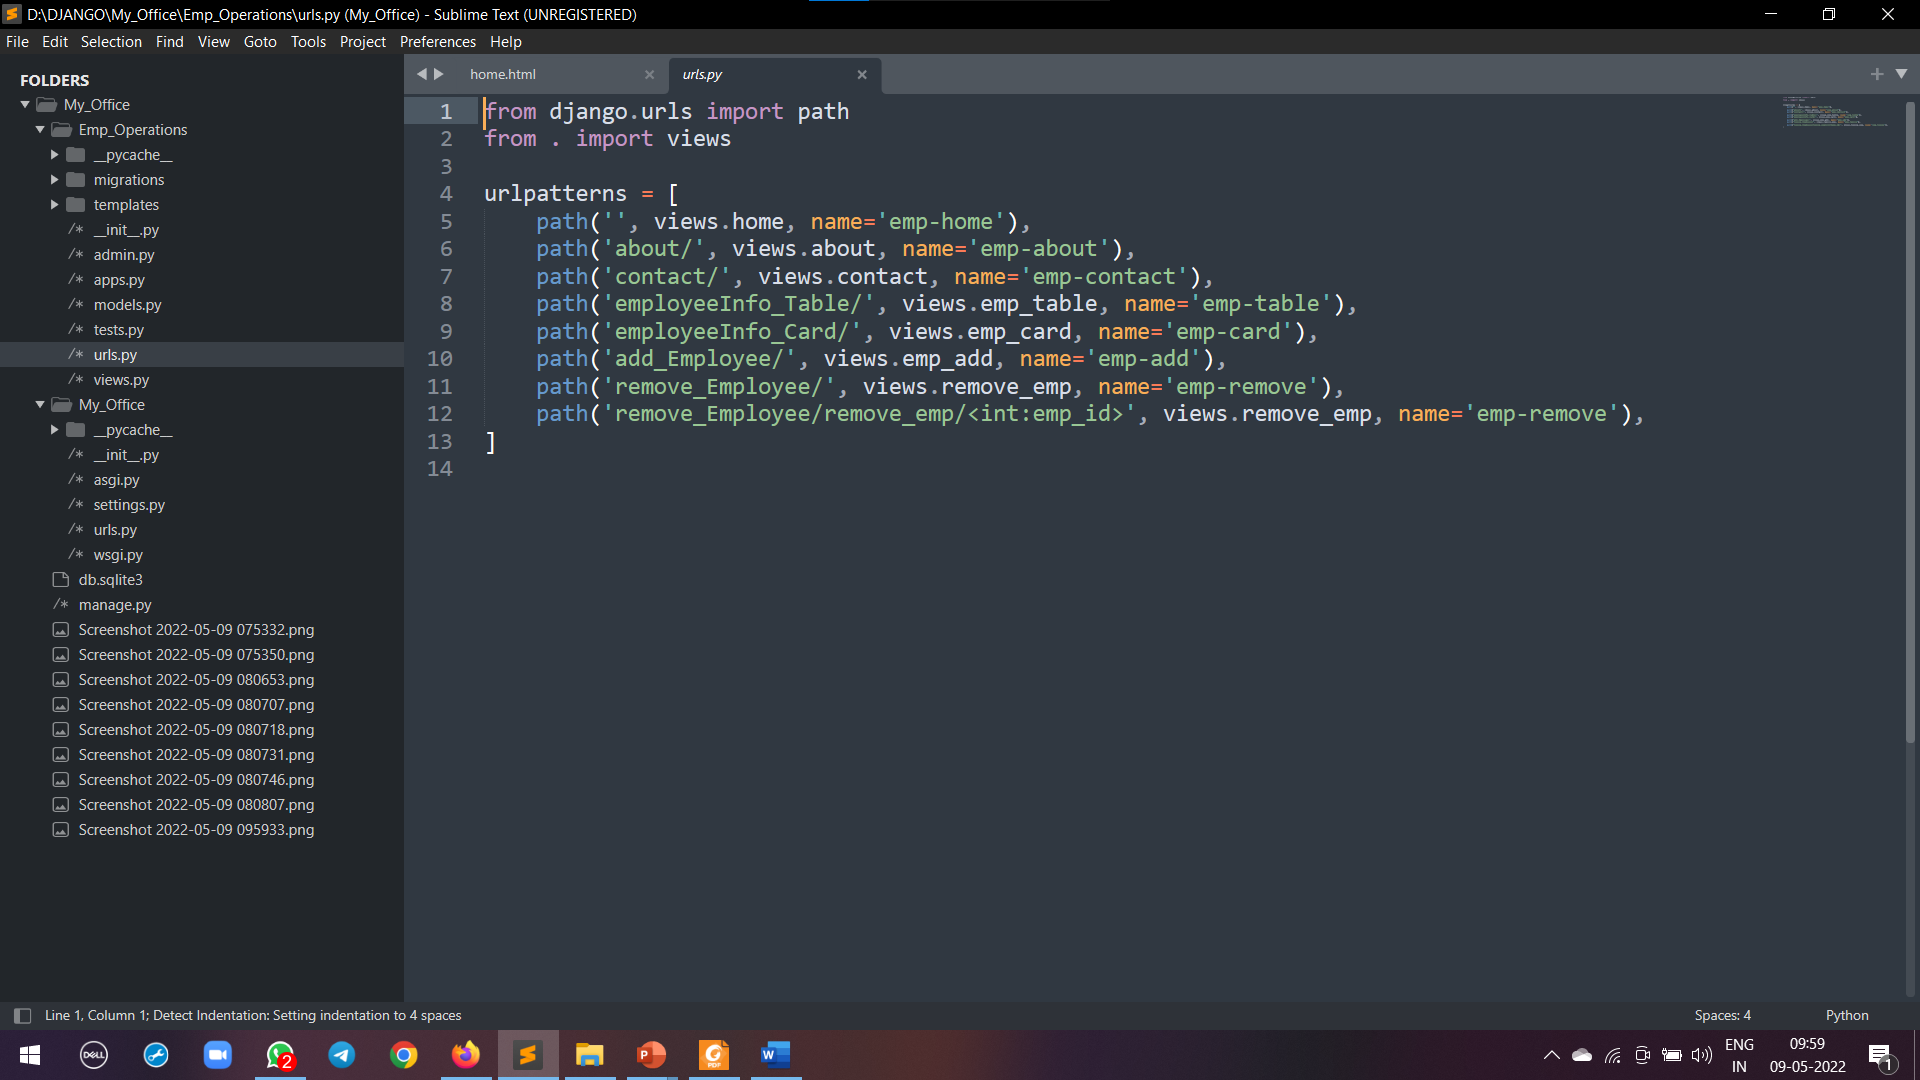 D:\DJANGO\My_Office\Emp_Operations\urls.py (My_Office) - Sublime Text (UNREGISTERED)
File Edit Selection Find View Goto Tools Project Preferences Help
FOLDERS
My_Office
Emp_Operations
__pycache__
migrations
templates
/* __init__.py
/* admin.py
/* apps.py
/* models.py
/* tests.py
/* urls.py
/* views.py
My_Office
__pycache__
/* __init__.py
/* asgi.py
/* settings.py
/* urls.py
/* wsgi.py
db.sqlite3
/* manage.py
Screenshot 2022-05-09 075332.png
Screenshot 2022-05-09 075350.png
Screenshot 2022-05-09 080653.png
Screenshot 2022-05-09 080707.png
Screenshot 2022-05-09 080718.png
Screenshot 2022-05-09 080731.png
Screenshot 2022-05-09 080746.png
Screenshot 2022-05-09 080807.png
Screenshot 2022-05-09 095933.png
home.html urls.py
1 from django.urls import path
2 from . import views
3
4 urlpatterns = [
5     path('', views.home, name='emp-home'),
6     path('about/', views.about, name='emp-about'),
7     path('contact/', views.contact, name='emp-contact'),
8     path('employeeInfo_Table/', views.emp_table, name='emp-table'),
9     path('employeeInfo_Card/', views.emp_card, name='emp-card'),
10     path('add_Employee/', views.emp_add, name='emp-add'),
11     path('remove_Employee/', views.remove_emp, name='emp-remove'),
12     path('remove_Employee/remove_emp/<int:emp_id>', views.remove_emp, name='emp-remove'),
13 ]
14
Line 1, Column 1; Detect Indentation: Setting indentation to 4 spaces Spaces: 4 Python
DELL 2 P PDF W
ENG 09:59
IN 09-05-2022 1